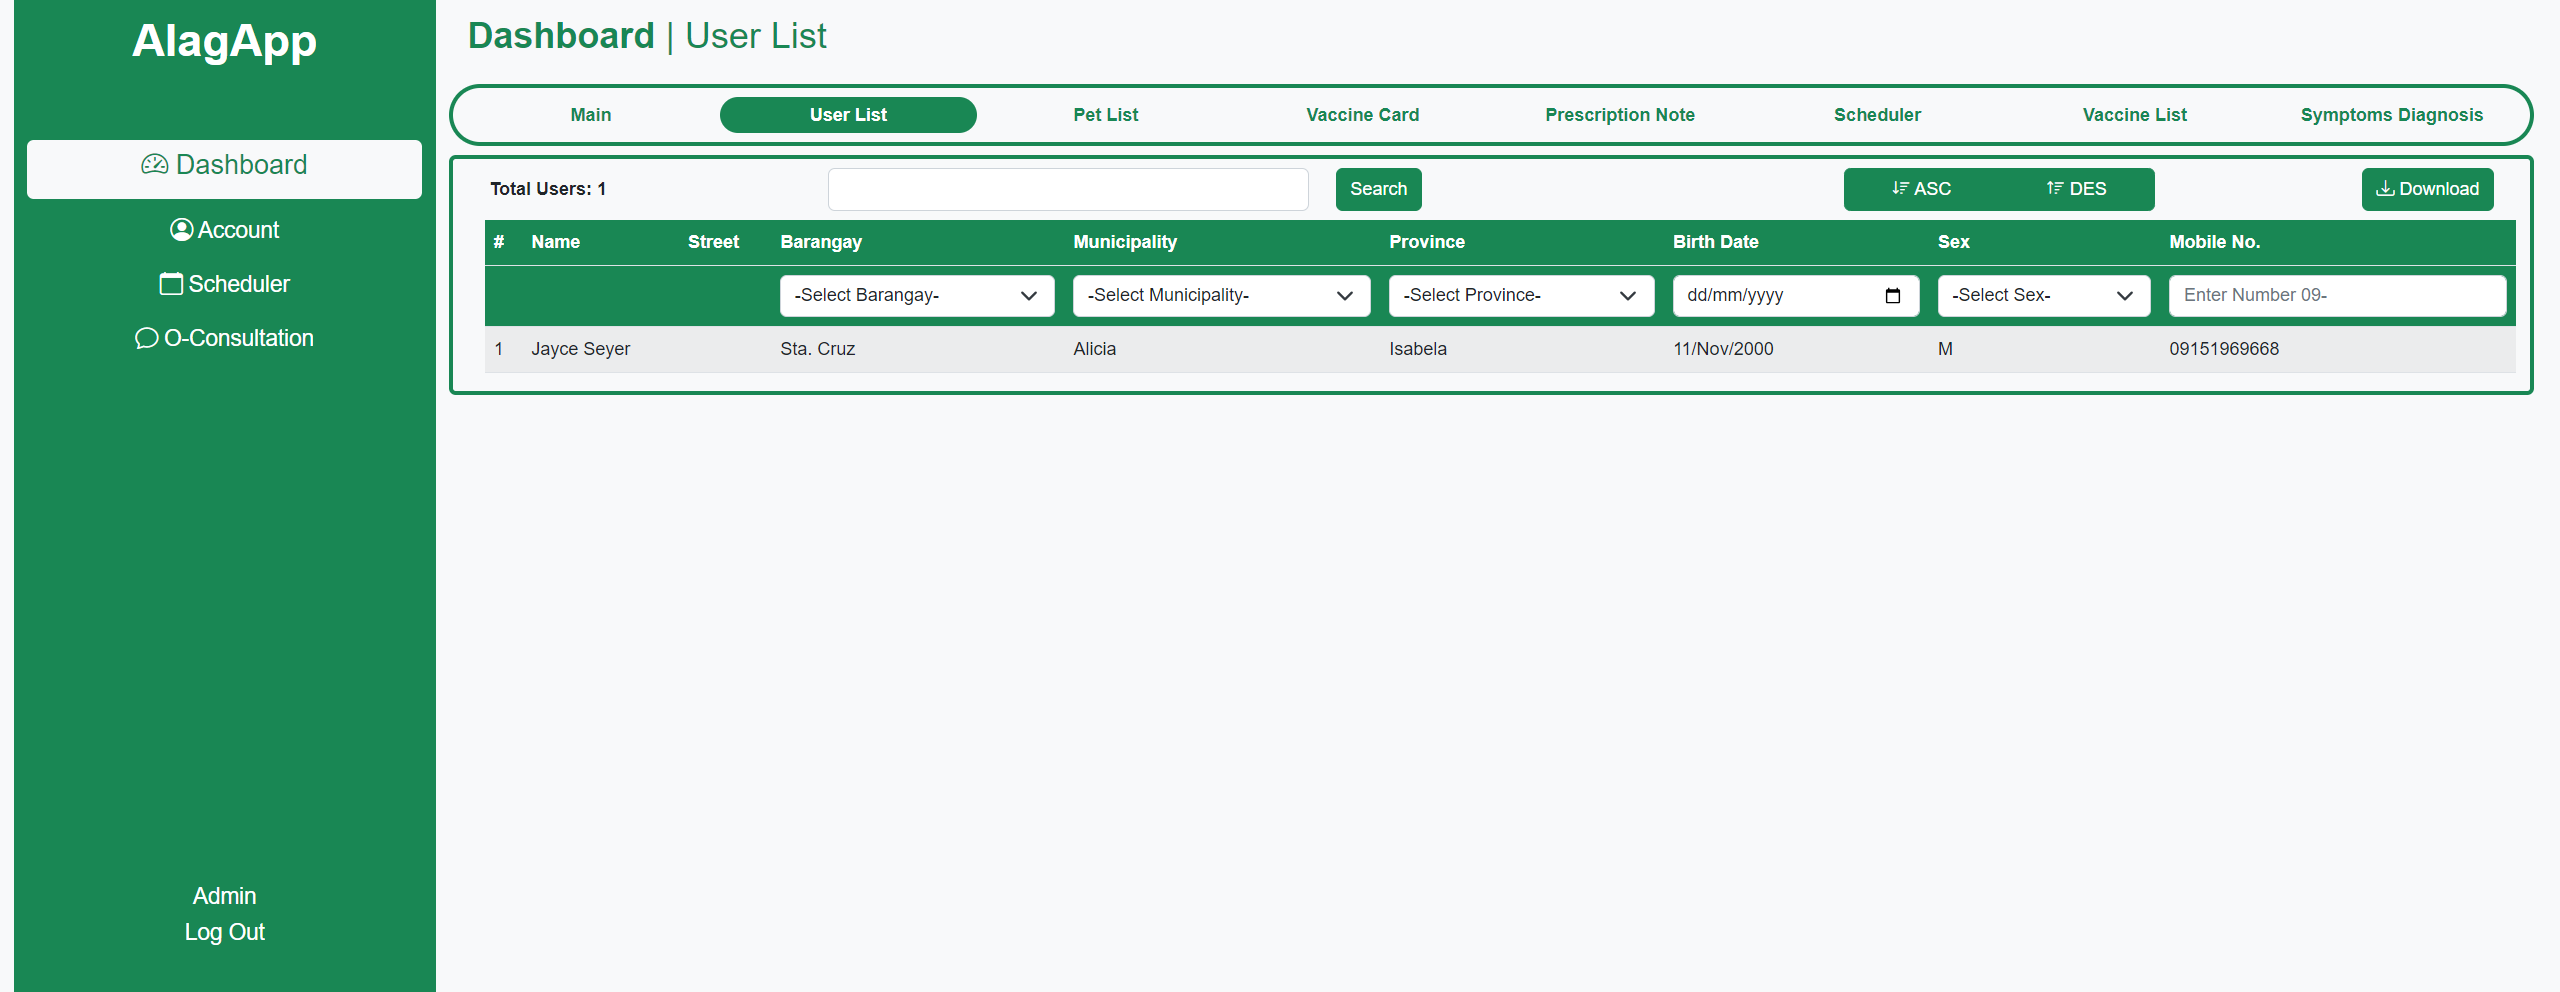 AlagApp
Dashboard
Account
Scheduler
O-Consultation
Admin
Log Out
Dashboard | User List
Main User List Pet List Vaccine Card Prescription Note Scheduler Vaccine List Symptoms Diagnosis
Total Users: 1 Search ASC DES Download
# Name Street Barangay Municipality Province Birth Date Sex Mobile No.
-Select Barangay- -Select Municipality- -Select Province- dd/mm/yyyy -Select Sex- Enter Number 09-
1 Jayce Seyer Sta. Cruz Alicia Isabela 11/Nov/2000 M 09151969668